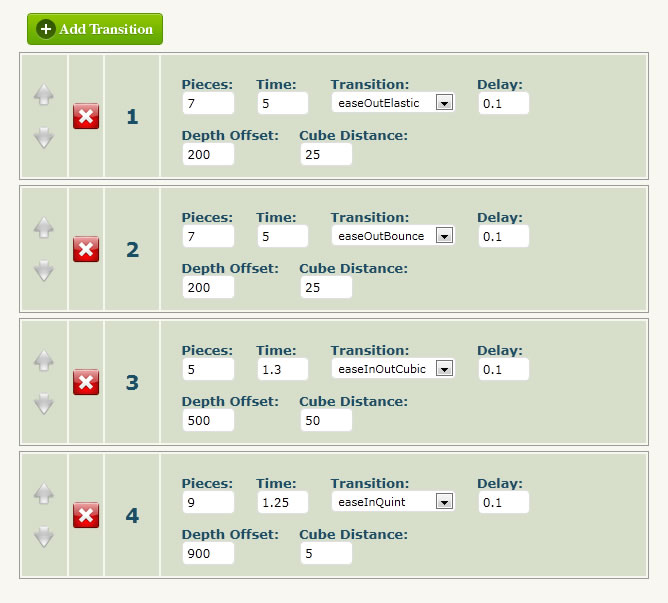 Add Transition
Pieces: Time: Transition: Delay:
1 7 5 easeOutElastic 0.1
Depth Offset: Cube Distance:
200 25
Pieces: Time: Transition: Delay:
2 7 5 easeOutBounce 0.1
Depth Offset: Cube Distance:
200 25
Pieces: Time: Transition: Delay:
3 5 1.3 easeInOutCubic 0.1
Depth Offset: Cube Distance:
500 50
Pieces: Time: Transition: Delay:
4 9 1.25 easeInQuint 0.1
Depth Offset: Cube Distance:
900 5